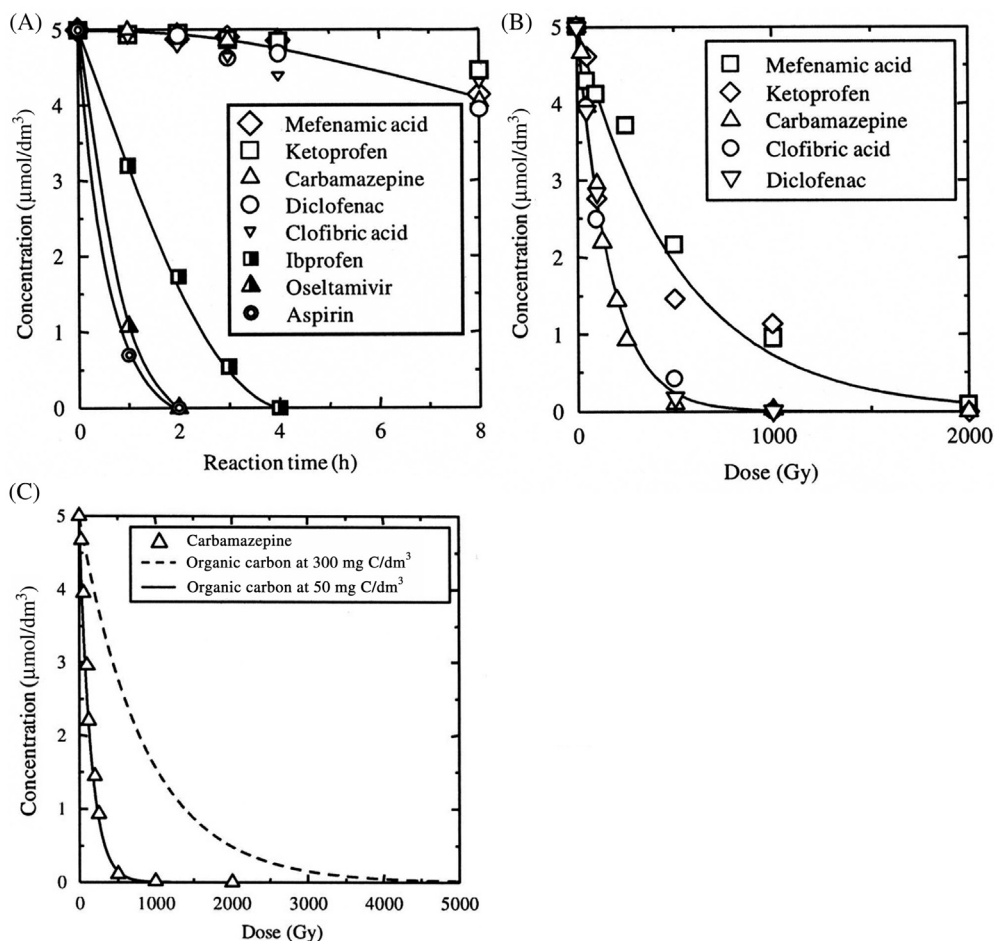 (A)
Concentration (μmol/dm³)
5
4
3
2
1
0
Mefenamic acid
Ketoprofen
Carbamazepine
Diclofenac
Clofibric acid
Ibprofen
Oseltamivir
Aspirin
0 2 4 6 8
Reaction time (h)
(B)
Concentration (μmol/dm³)
5
4
3
2
1
0
Mefenamic acid
Ketoprofen
Carbamazepine
Clofibric acid
Diclofenac
0 1000 2000
Dose (Gy)
(C)
Concentration (μmol/dm³)
5
4
3
2
1
0
Carbamazepine
Organic carbon at 300 mg C/dm³
Organic carbon at 50 mg C/dm³
0 1000 2000 3000 4000 5000
Dose (Gy)